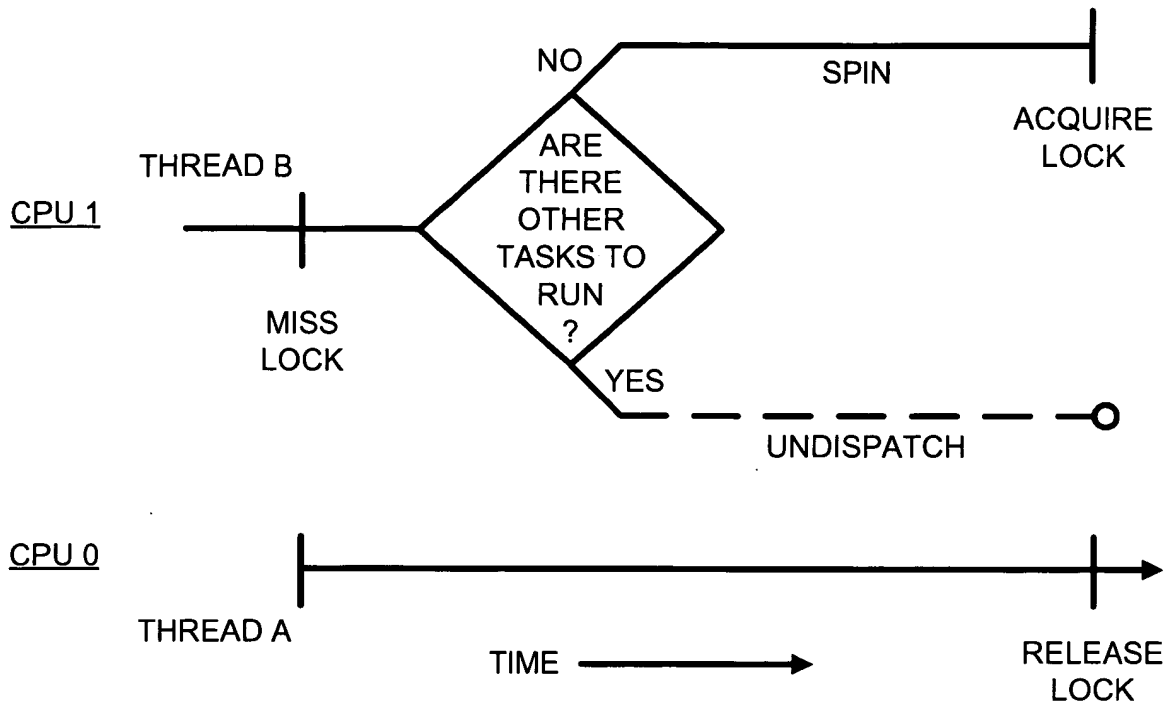 NO
SPIN
ACQUIRE
LOCK
THREAD B
CPU 1
MISS
LOCK
ARE
THERE
OTHER
TASKS TO
RUN
?
YES
UNDISPATCH
CPU 0
THREAD A
TIME
RELEASE
LOCK